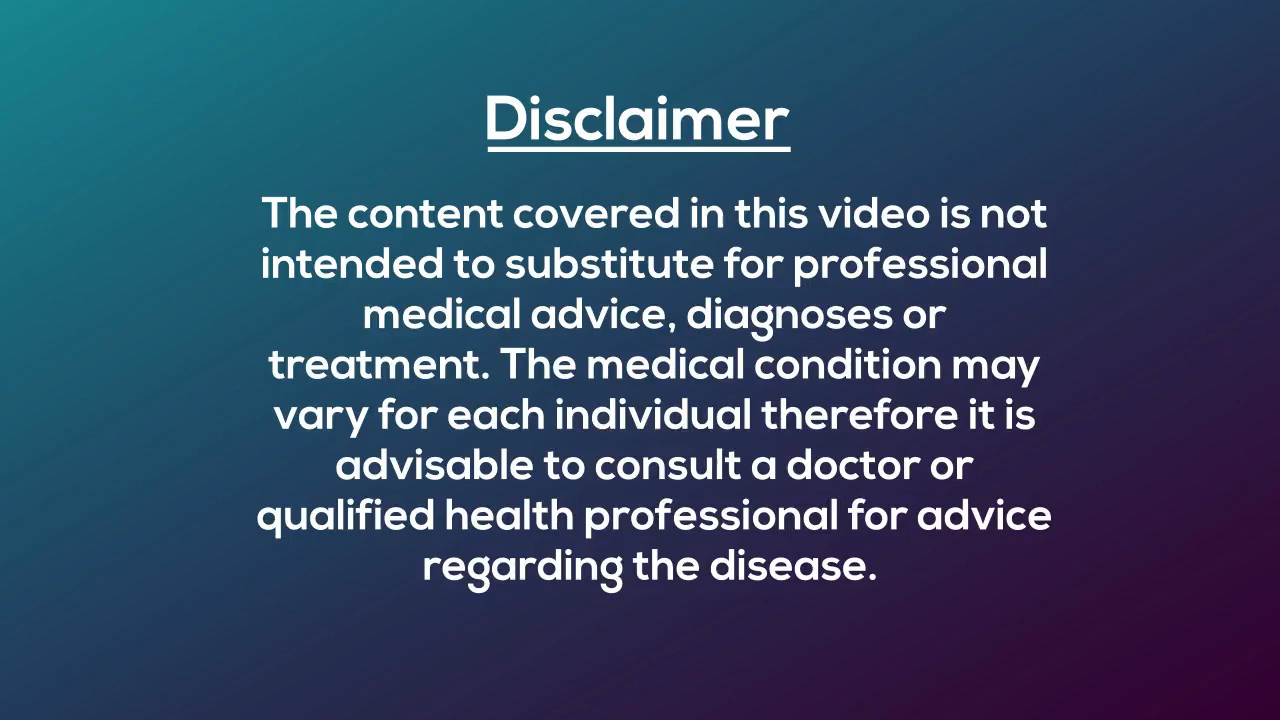 Disclaimer
The content covered in this video is not
intended to substitute for professional
medical advice, diagnoses or
treatment. The medical condition may
vary for each individual therefore it is
advisable to consult a doctor or
qualified health professional for advice
regarding the disease.